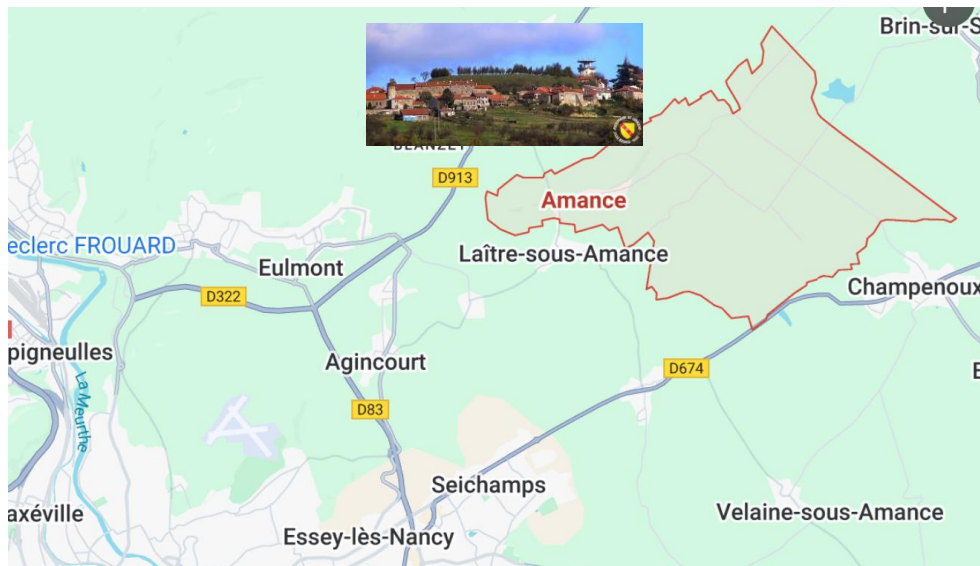 Brin-sur-S
D913
Amance
eclerc FROUARD
Laître-sous-Amance
Eulmont
Champenoux
D322
pigneulles
Agincourt
D674
La Meurthe
D83
Seichamps
axéville
Velaine-sous-Amance
Essey-lès-Nancy